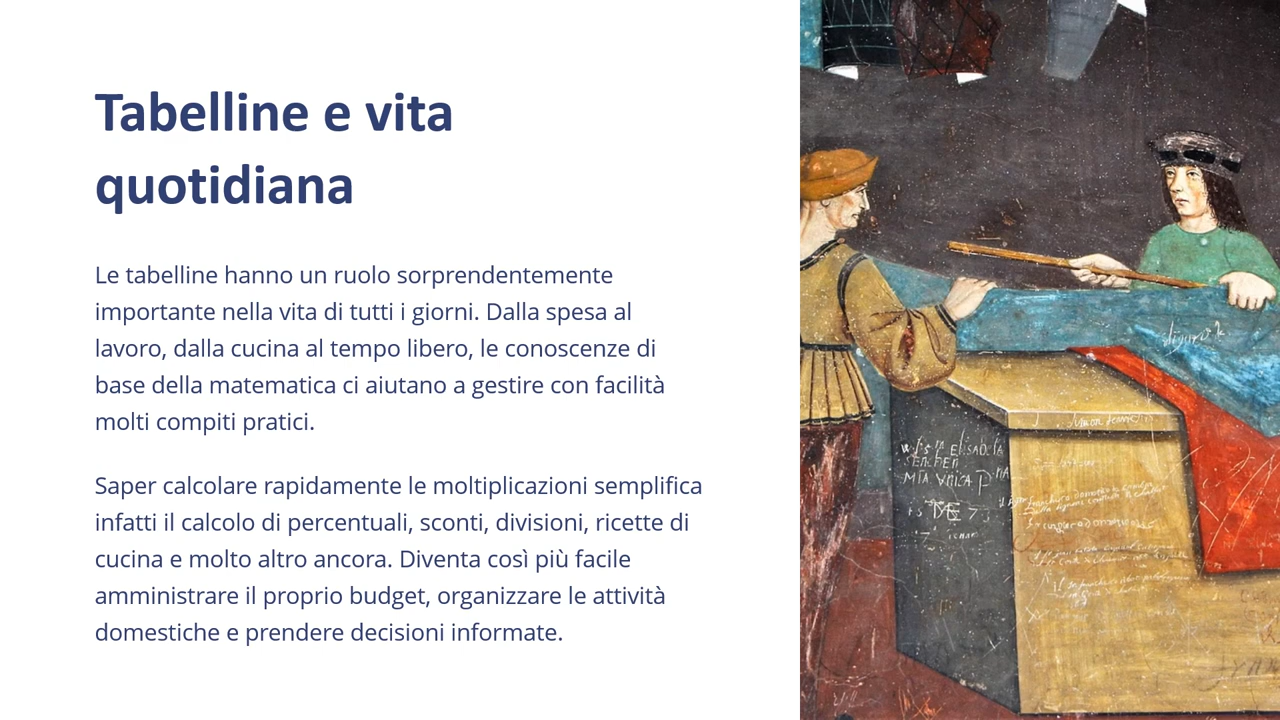 Tabelline e vita
quotidiana
Le tabelline hanno un ruolo sorprendentemente
importante nella vita di tutti i giorni. Dalla spesa al
lavoro, dalla cucina al tempo libero, le conoscenze di
base della matematica ci aiutano a gestire con facilità
molti compiti pratici.
Saper calcolare rapidamente le moltiplicazioni semplifica
infatti il calcolo di percentuali, sconti, divisioni, ricette di
cucina e molto altro ancora. Diventa così più facile
amministrare il proprio budget, organizzare le attività
domestiche e prendere decisioni informate.